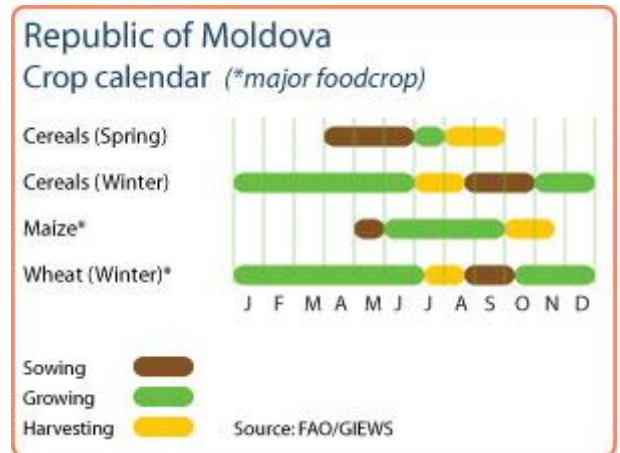 Republic of Moldova
Crop calendar (*major foodcrop)
Cereals (Spring)
Cereals (Winter)
Maize*
Wheat (Winter)*
J F M A M J J A S O N D
Sowing
Growing
Harvesting
Source: FAO/GIEWS